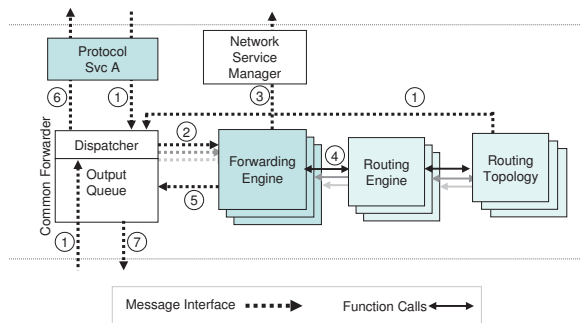 Protocol
Svc A
Network
Service
Manager
6
1
3
1
Common Forwarder
Dispatcher
Output
Queue
2
5
Forwarding
Engine
4
Routing
Engine
Routing
Topology
1
7
Message Interface
Function Calls